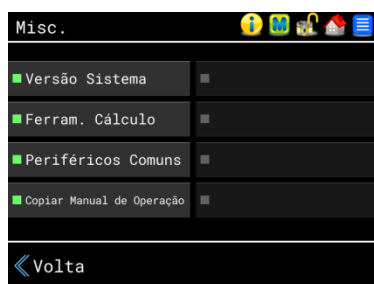 Misc.
Versão Sistema
Ferram. Cálculo
Periféricos Comuns
Copiar Manual de Operação
Volta